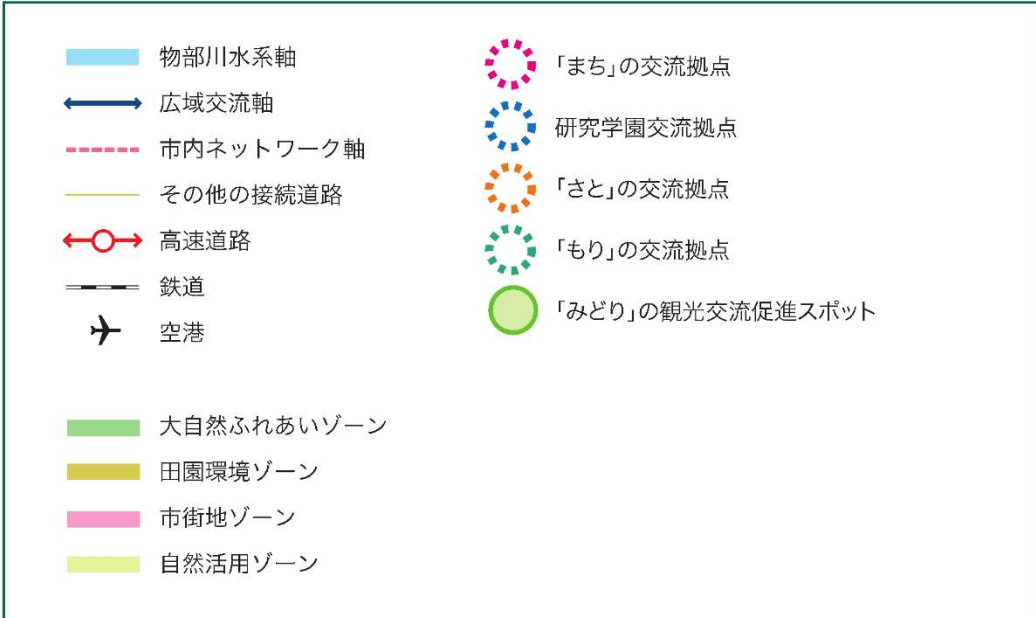 物部川水系軸
広域交流軸
市内ネットワーク軸
その他の接続道路
高速道路
鉄道
空港
大自然ふれあいゾーン
田園環境ゾーン
市街地ゾーン
自然活用ゾーン
「まち」の交流拠点
研究学園交流拠点
「さと」の交流拠点
「もり」の交流拠点
「みどり」の観光交流促進スポット